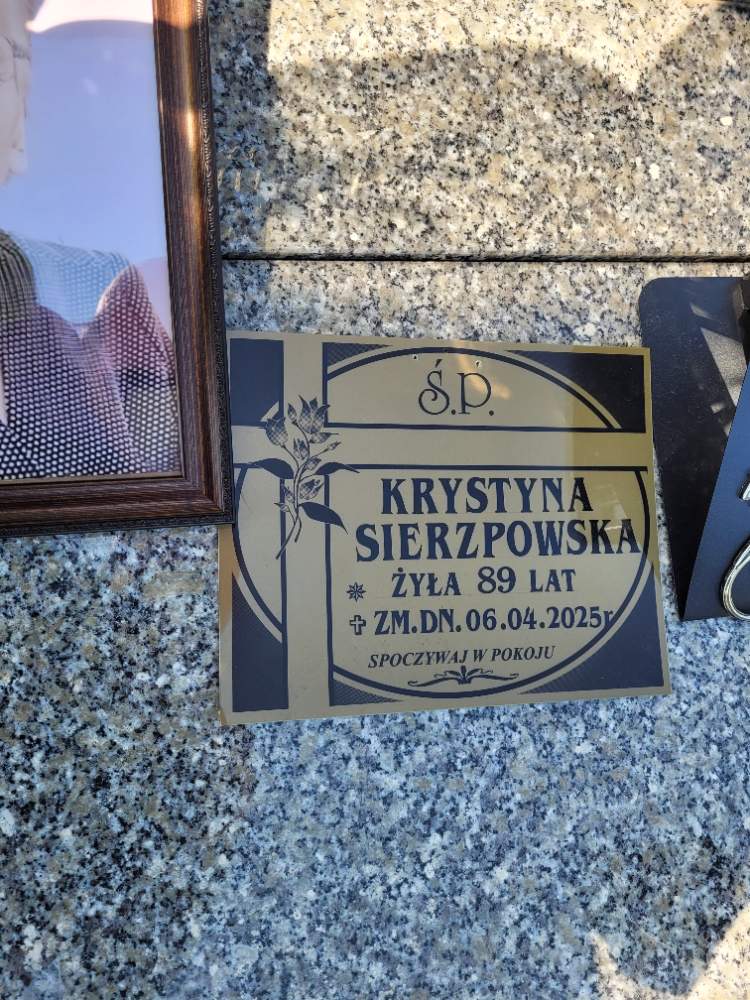 Ś.P.
KRYSTYNA
SIERZPOWSKA
ŻYŁA 89 LAT
ZM.DN.06.04.2025r
SPOCZYWAJ W POKOJU